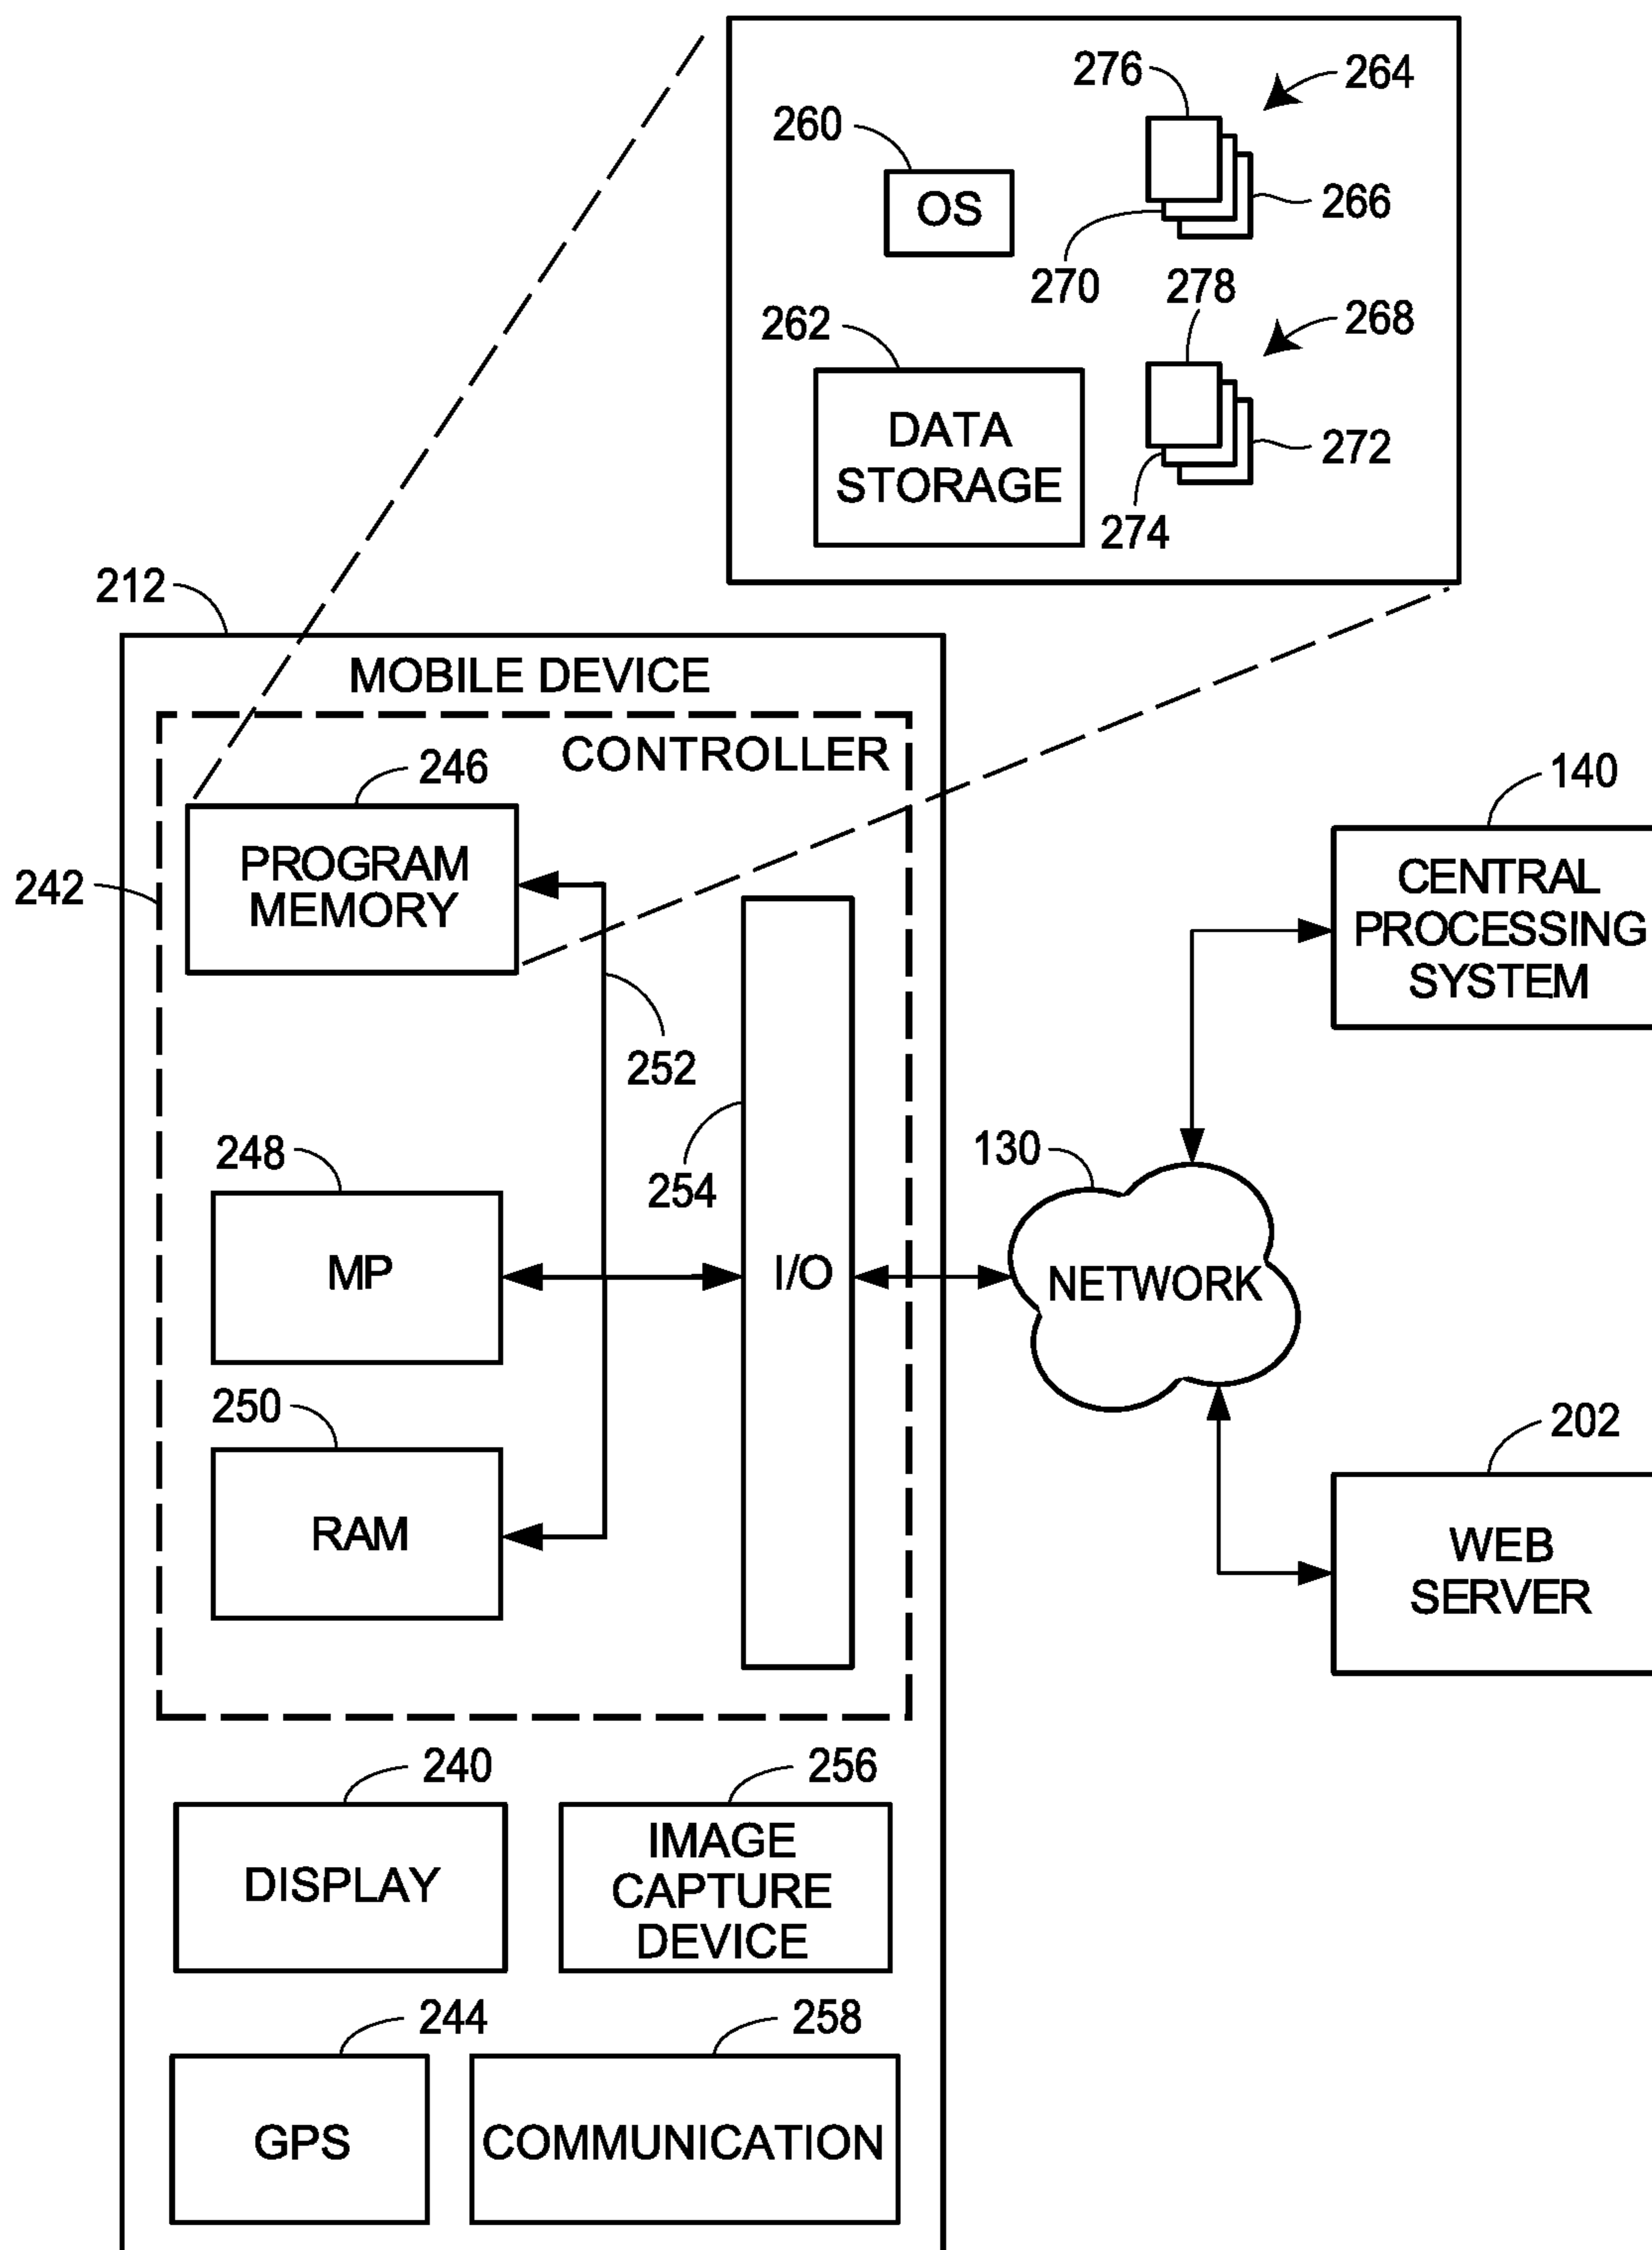 276
264
260
OS
266
270
278
262
268
DATA
STORAGE
272
274
212
MOBILE DEVICE
CONTROLLER
246
140
PROGRAM
MEMORY
242
CENTRAL
PROCESSING
SYSTEM
252
248
254
130
MP
I/O
NETWORK
250
202
RAM
WEB
SERVER
240
256
DISPLAY
IMAGE
CAPTURE
DEVICE
244
258
GPS
COMMUNICATION